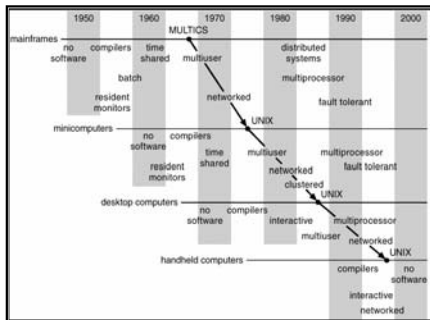 1950 1960 1970 1980 1990 2000
MULTICS
mainframes
no software compilers time shared multiuser distributed systems
batch multiprocessor
resident monitors networked fault tolerant
UNIX
minicomputers
no software compilers
resident monitors time shared multiuser multiprocessor
networked fault tolerant
clustered
UNIX
desktop computers
no software compilers interactive multiprocessor
multiuser networked
UNIX
handheld computers
compilers no software
interactive
networked